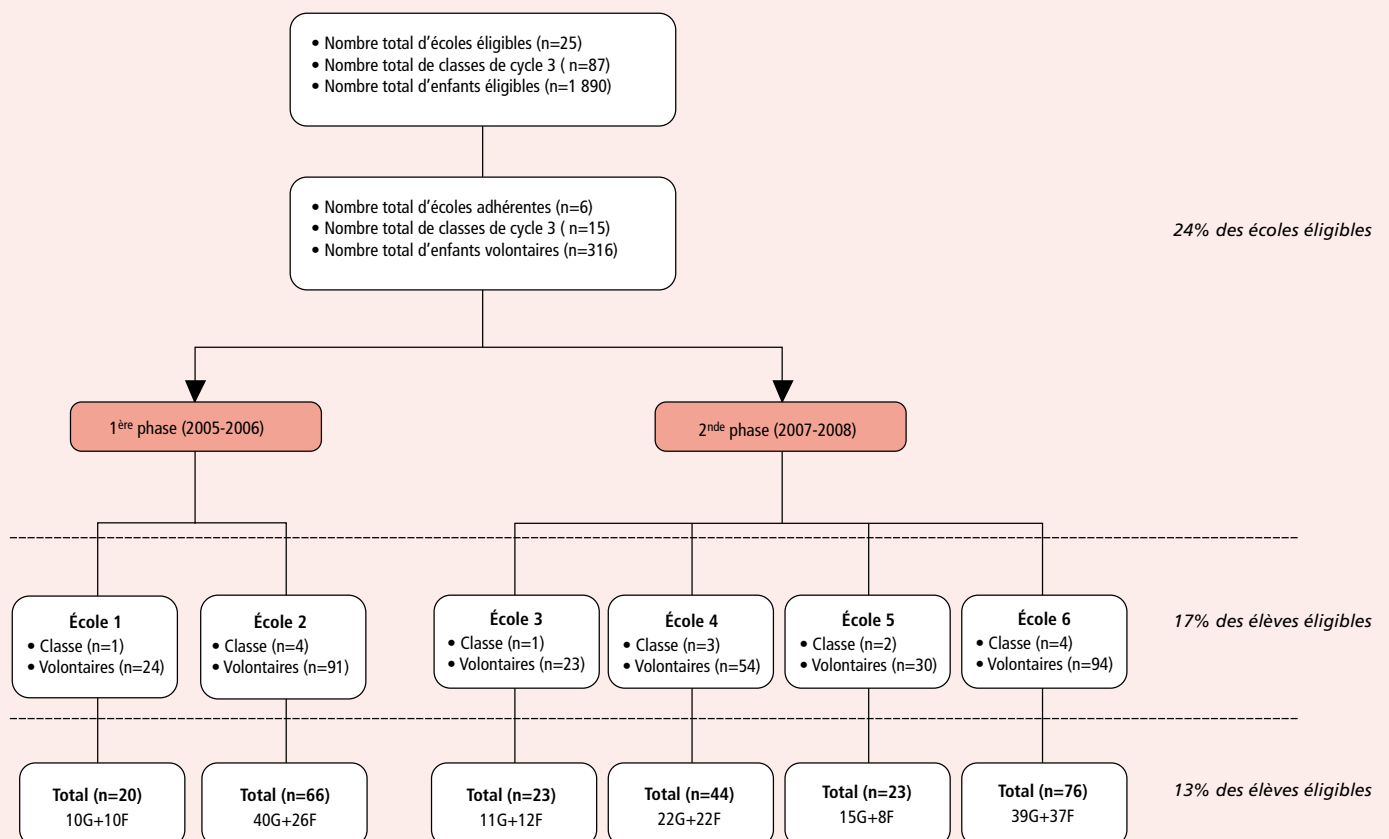 • Nombre total d'écoles éligibles (n=25)
• Nombre total de classes de cycle 3 ( n=87)
• Nombre total d'enfants éligibles (n=1 890)
• Nombre total d'écoles adhérentes (n=6)
• Nombre total de classes de cycle 3 ( n=15)
• Nombre total d'enfants volontaires (n=316)
24% des écoles éligibles
1ère phase (2005-2006)
2nde phase (2007-2008)
École 1
• Classe (n=1)
• Volontaires (n=24)
École 2
• Classe (n=4)
• Volontaires (n=91)
École 3
• Classe (n=1)
• Volontaires (n=23)
École 4
• Classe (n=3)
• Volontaires (n=54)
École 5
• Classe (n=2)
• Volontaires (n=30)
École 6
• Classe (n=4)
• Volontaires (n=94)
17% des élèves éligibles
Total (n=20)
10G+10F
Total (n=66)
40G+26F
Total (n=23)
11G+12F
Total (n=44)
22G+22F
Total (n=23)
15G+8F
Total (n=76)
39G+37F
13% des élèves éligibles